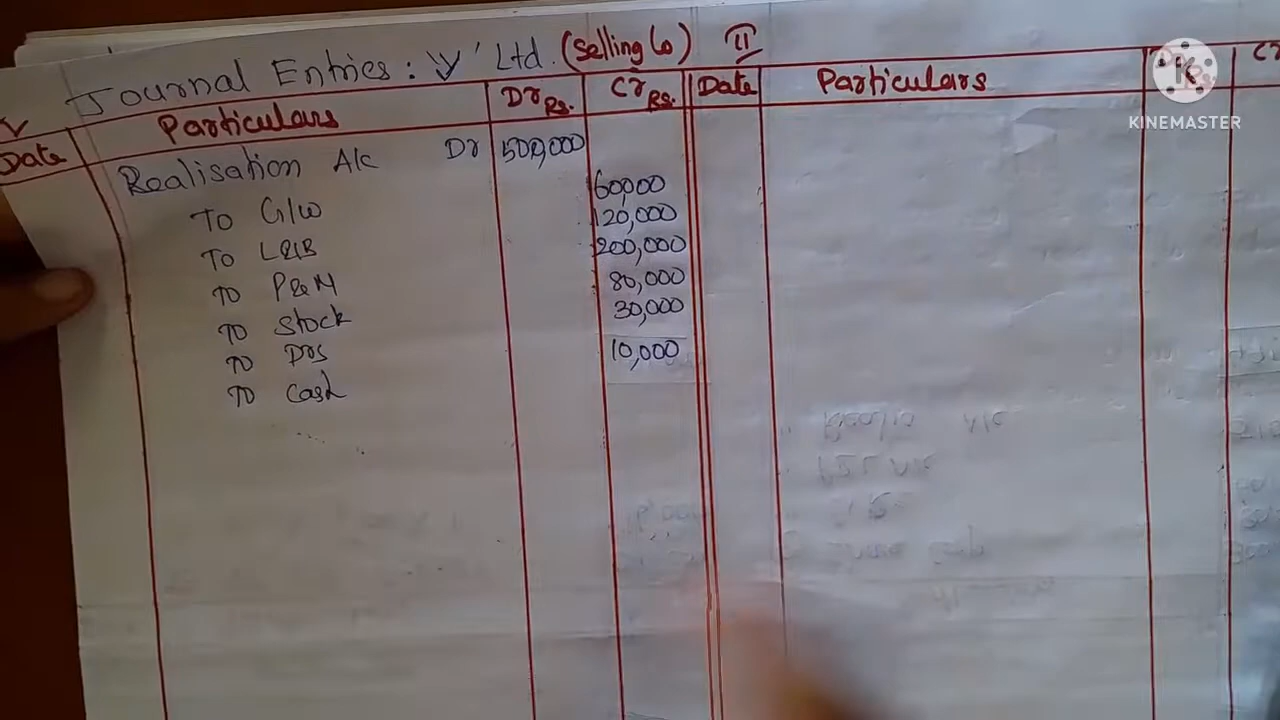 Journal Entries: 'Y' Ltd. (Selling Co) II
Date Particulars Dr Rs. Cr Rs. Date Particulars Cr
Realisation A/c Dr 500,000
To G/W 60,000
To L&B 120,000
To P&M 200,000
To Stock 80,000
To Drs 30,000
To Cash 10,000
KINEMASTER